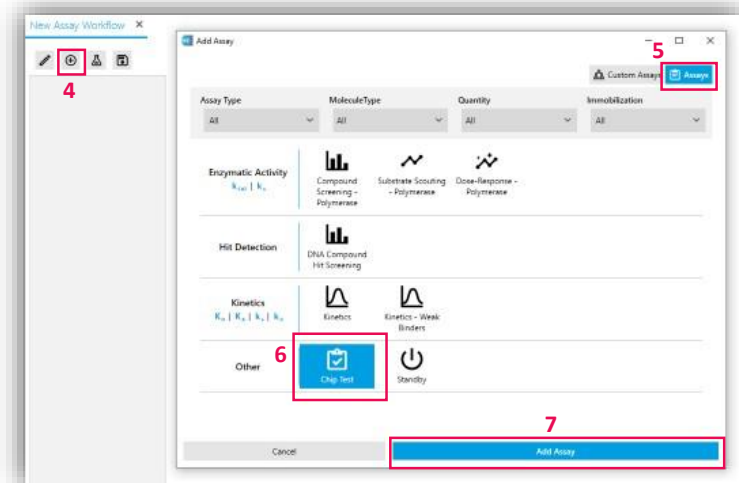 New Assay Workflow ×
4
Add Assay
5
Custom Assays
Assays
Assay Type
MoleculeType
Quantity
Immobilization
All
All
All
All
Enzymatic Activity
Compound
Screening -
Polymerase
Substrate Scouting
- Polymerase
Dose-Response -
Polymerase
Hit Detection
DNA Compound
Hit Screening
Kinetics
Kinetics
Kinetics - Weak
Binders
Other
6
Chip Test
Standby
7
Cancel
Add Assay